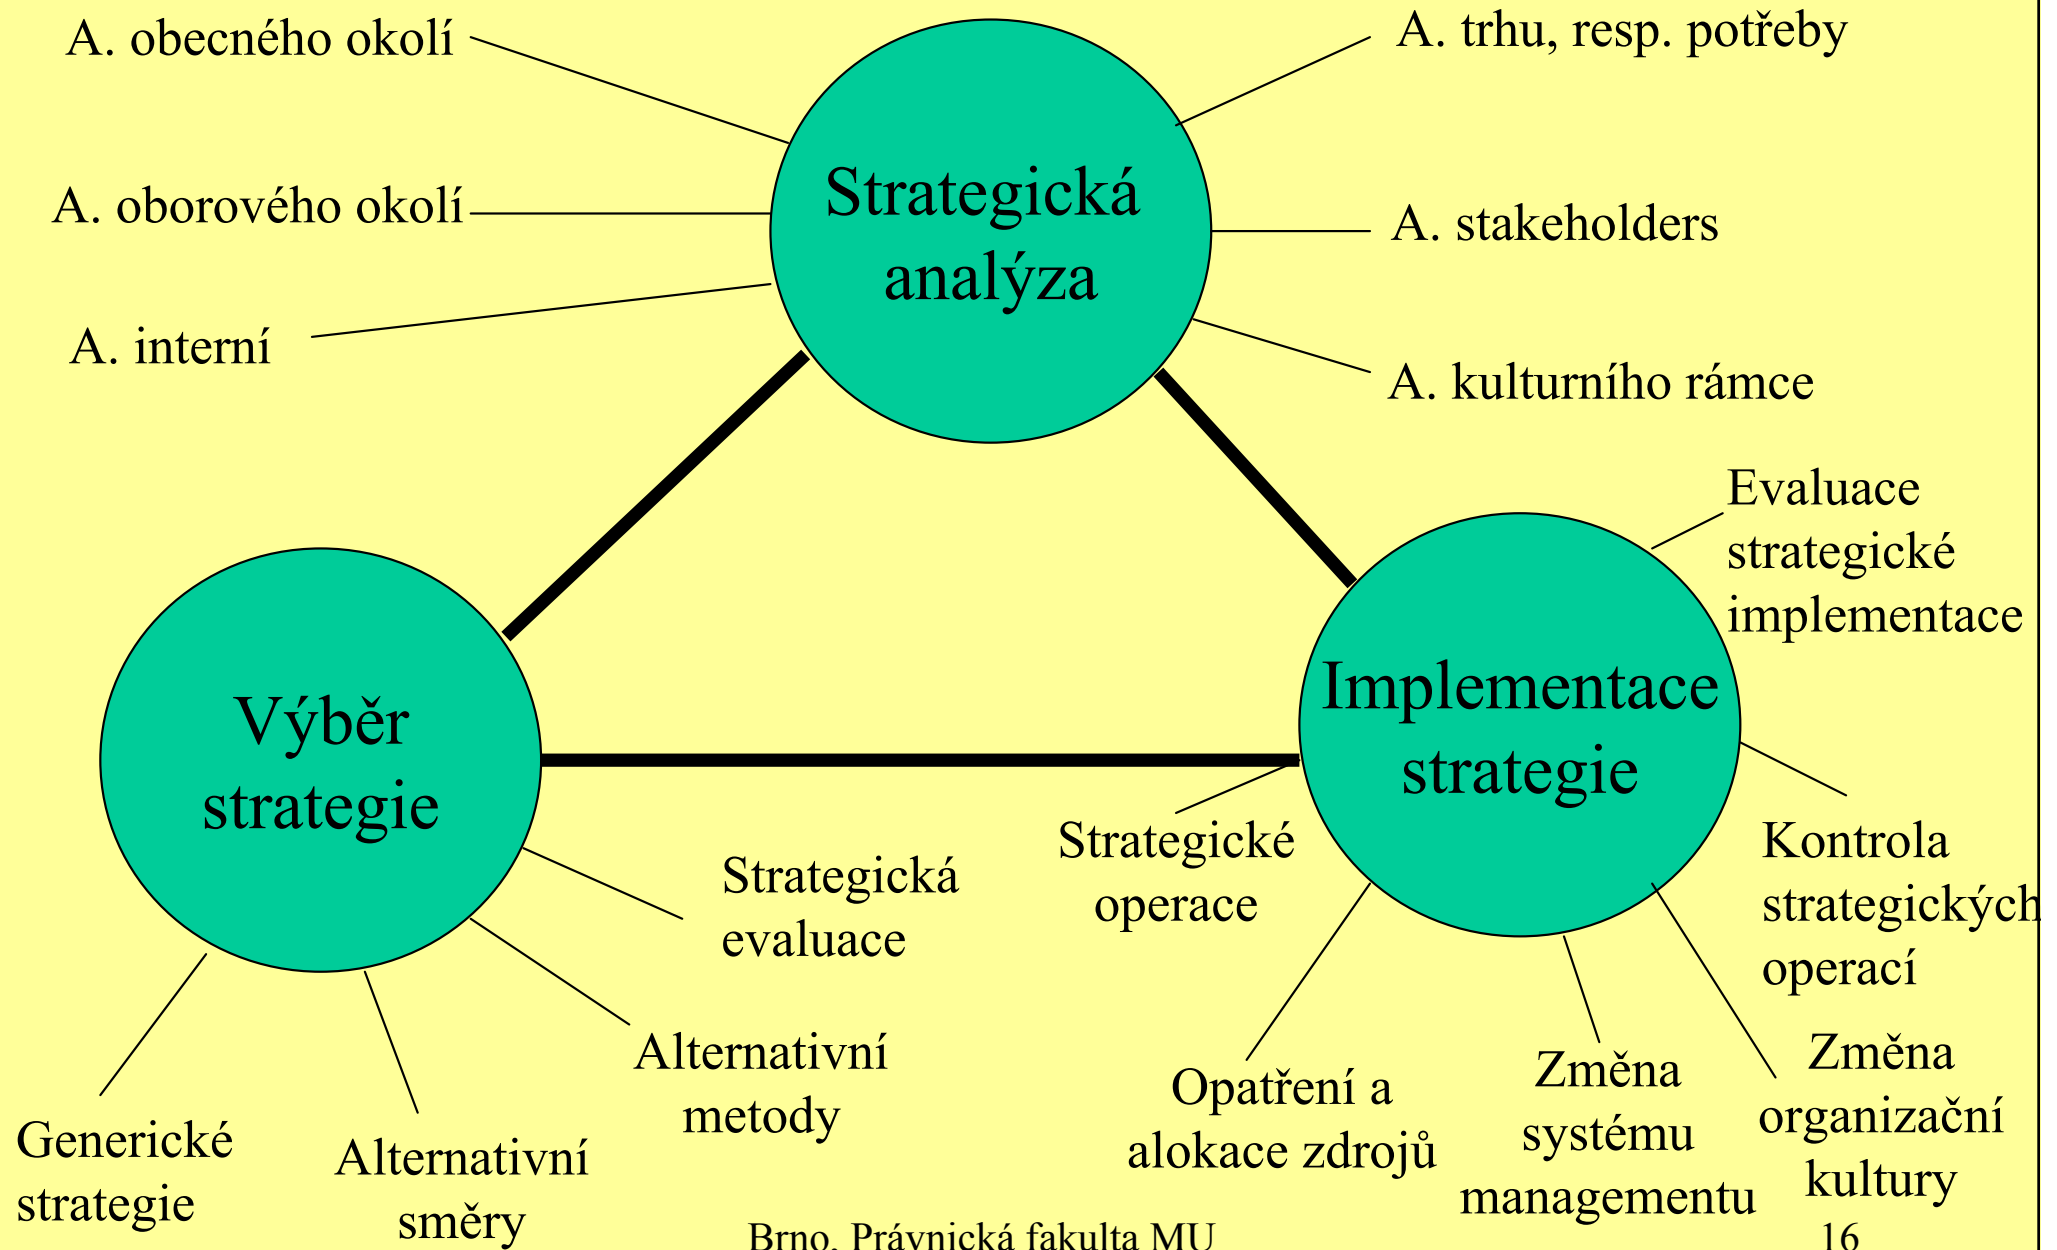 A. obecného okolí
A. trhu, resp. potřeby
A. oborového okolí
Strategická
analýza
A. stakeholders
A. interní
A. kulturního rámce
Evaluace
strategické
implementace
Výběr
strategie
Implementace
strategie
Strategická
evaluace
Strategické
operace
Kontrola
strategických
operací
Generické
strategie
Alternativní
směry
Alternativní
metody
Opatření a
alokace zdrojů
Změna
systému
managementu
Změna
organizační
kultury
Brno, Právnická fakulta MU
16